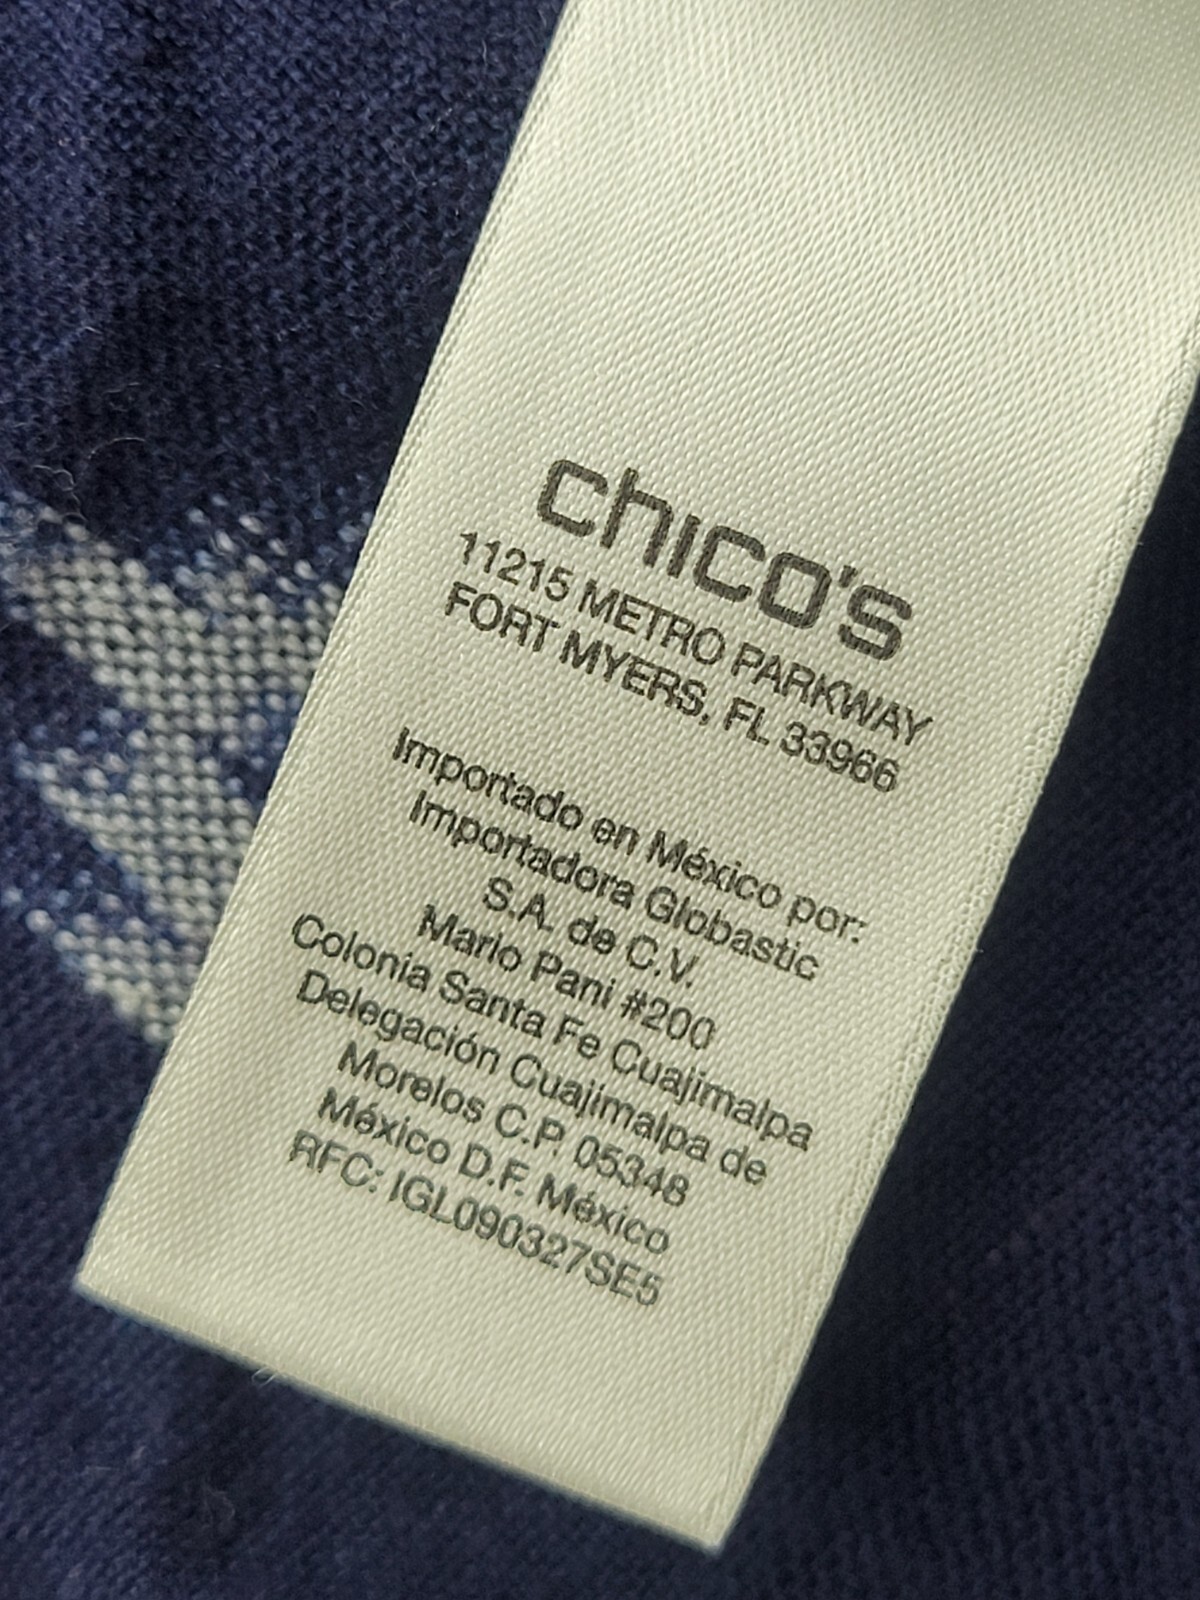 chico's
11215 METRO PARKWAY
FORT MYERS, FL 33966
Importado en México por:
Importadora Globastic
S.A. de C.V.
Mario Pani #200
Colonia Santa Fe Cuajimalpa
Delegación Cuajimalpa de
Morelos C.P. 05348
México D.F. México
RFC: IGL090327SE5